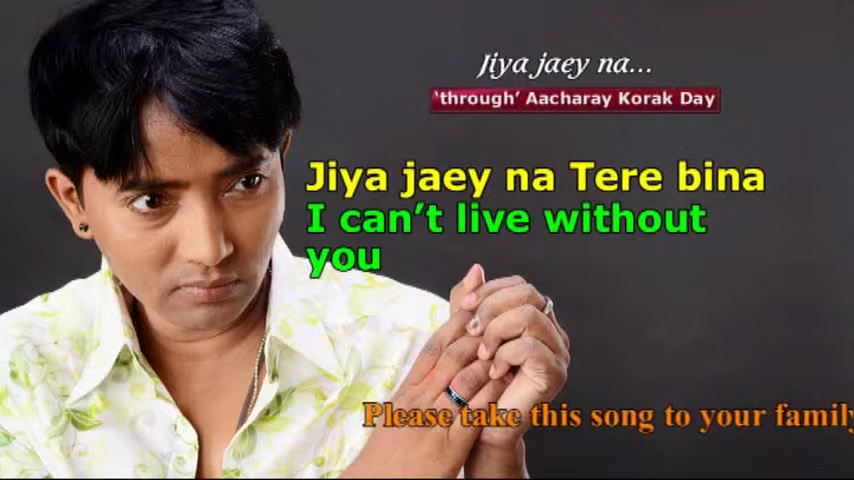 Jiya jaey na...
'through' Aacharay Korak Day
Jiya jaey na Tere bina
I can't live without
you
Please take this song to your family